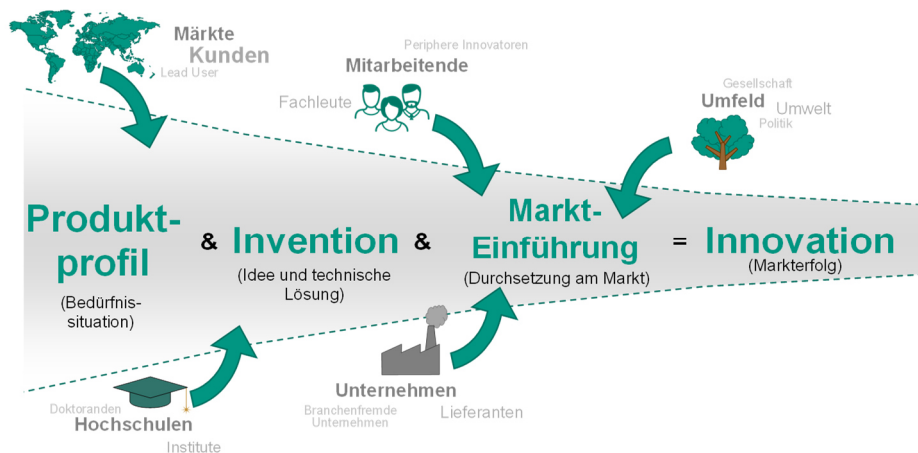 Märkte
Kunden
Lead User
Periphere Innovatoren
Mitarbeitende
Fachleute
Gesellschaft
Umfeld
Umwelt
Politik
Produkt-
profil
(Bedürfnis-
situation)
&
Invention
(Idee und technische
Lösung)
&
Markt-
Einführung
(Durchsetzung am Markt)
=
Innovation
(Markterfolg)
Doktoranden
Hochschulen
Institute
Unternehmen
Branchenfremde
Unternehmen
Lieferanten